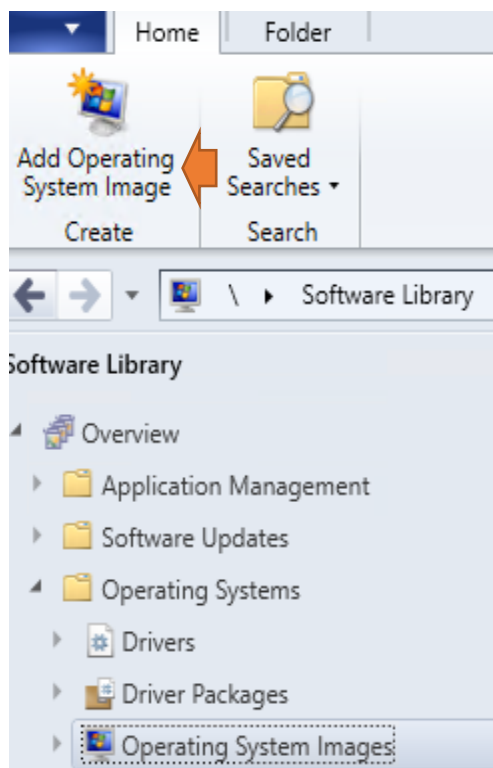 Home Folder
Add Operating Saved
System Image Searches
Create Search
\ Software Library
Software Library
Overview
Application Management
Software Updates
Operating Systems
Drivers
Driver Packages
Operating System Images